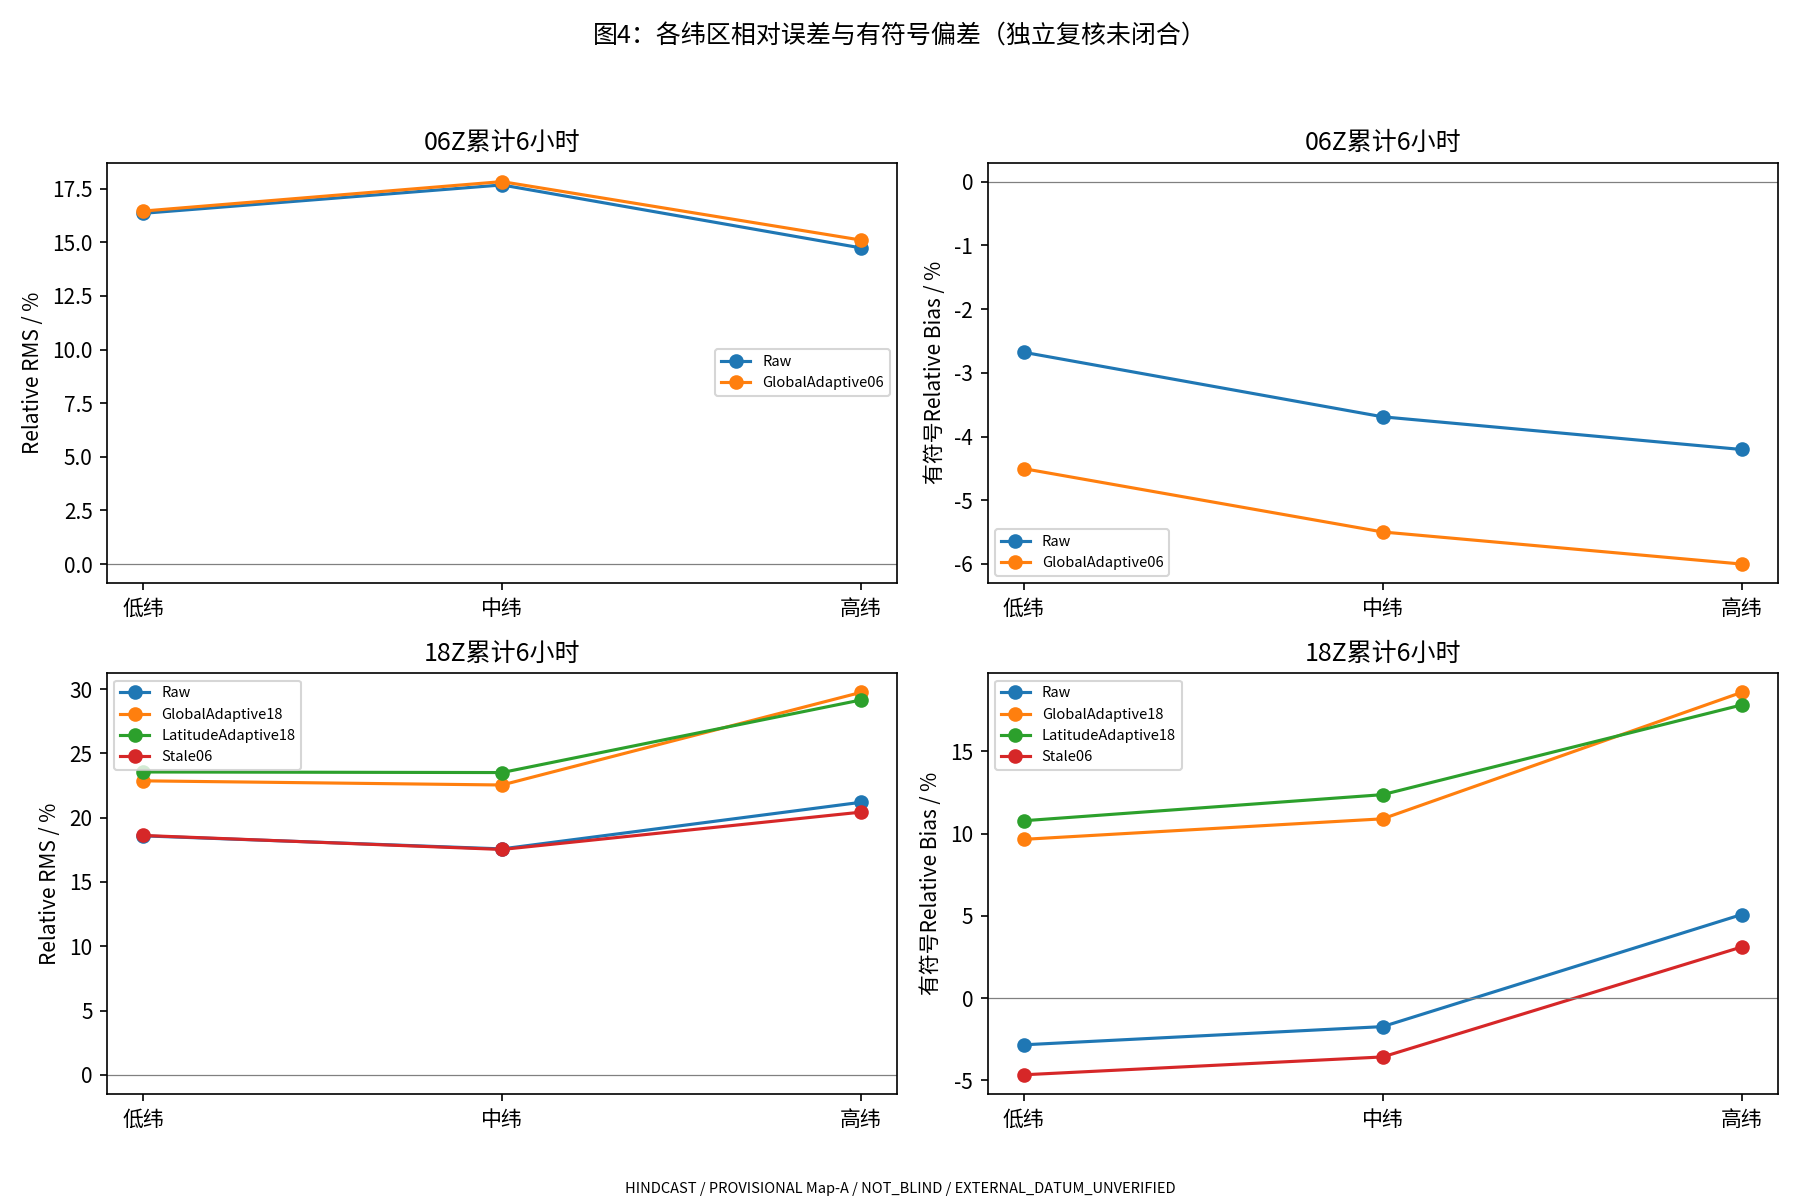 图4：各纬区相对误差与有符号偏差（独立复核未闭合）
06Z累计6小时
Relative RMS / %
17.5
15.0
12.5
10.0
7.5
5.0
2.5
0.0
Raw
GlobalAdaptive06
低纬
中纬
高纬
06Z累计6小时
有符号Relative Bias / %
0
-1
-2
-3
-4
-5
-6
Raw
GlobalAdaptive06
低纬
中纬
高纬
18Z累计6小时
Relative RMS / %
30
25
20
15
10
5
0
Raw
GlobalAdaptive18
LatitudeAdaptive18
Stale06
低纬
中纬
高纬
18Z累计6小时
有符号Relative Bias / %
15
10
5
0
-5
Raw
GlobalAdaptive18
LatitudeAdaptive18
Stale06
低纬
中纬
高纬
HINDCAST / PROVISIONAL Map-A / NOT_BLIND / EXTERNAL_DATUM_UNVERIFIED